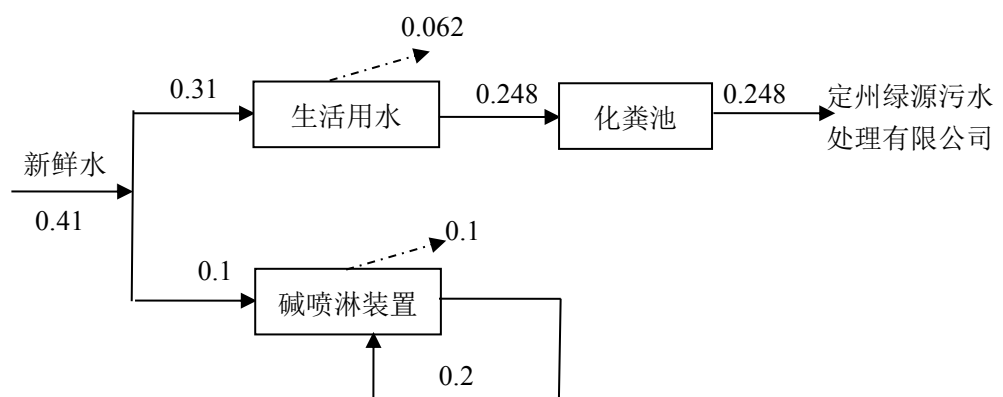 0.062
0.31
生活用水
0.248
化粪池
0.248
定州绿源污水
处理有限公司
新鲜水
0.41
0.1
0.1
碱喷淋装置
0.2